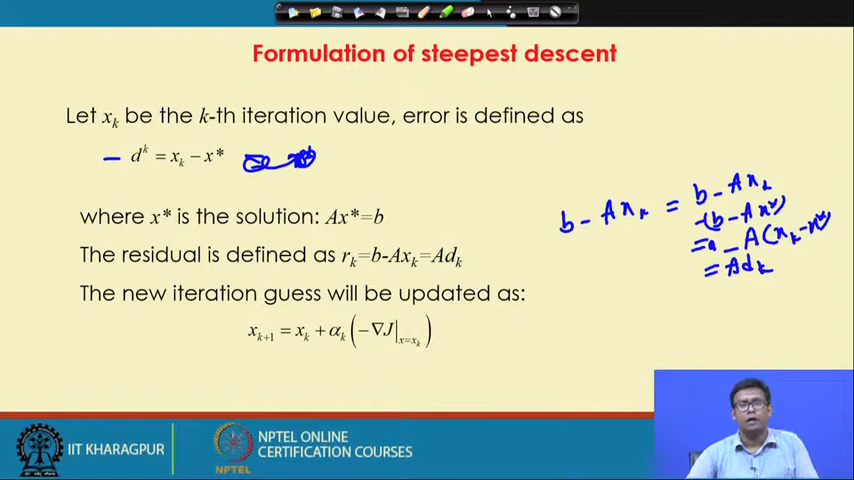 Formulation of steepest descent
Let x_k be the k-th iteration value, error is defined as
− d^k = x_k − x*
where x* is the solution: Ax*=b
The residual is defined as r_k=b-Ax_k=Ad_k
The new iteration guess will be updated as:
x_{k+1} = x_k + α_k (−∇J|_{x=x_k})
b − Ax_k = b − Ax_k
−(b − Ax*)
= − A(x_k − x*)
= Ad_k
IIT KHARAGPUR
NPTEL
NPTEL ONLINE
CERTIFICATION COURSES